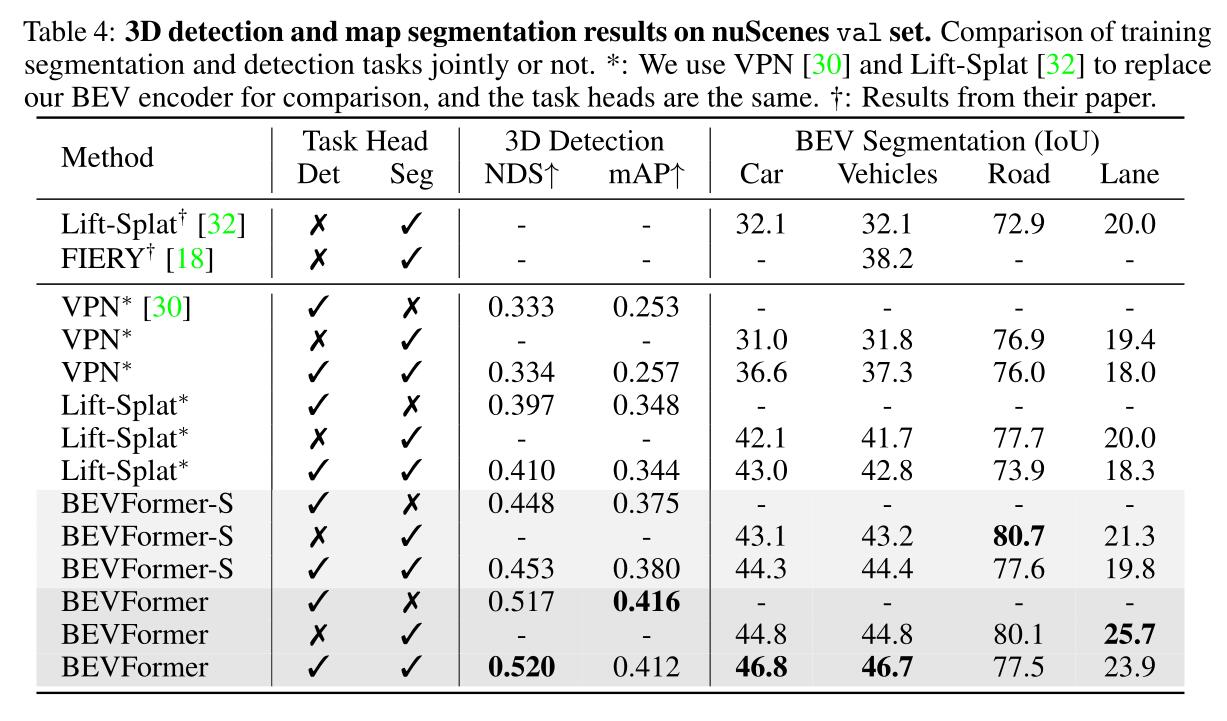 Table 4: 3D detection and map segmentation results on nuScenes val set. Comparison of training
segmentation and detection tasks jointly or not. *: We use VPN [30] and Lift-Splat [32] to replace
our BEV encoder for comparison, and the task heads are the same. †: Results from their paper.
Method Task Head 3D Detection BEV Segmentation (IoU)
Det Seg NDS↑ mAP↑ Car Vehicles Road Lane
Lift-Splat† [32] ✗ ✓ - - 32.1 32.1 72.9 20.0
FIERY† [18] ✗ ✓ - - - 38.2 - -
VPN* [30] ✓ ✗ 0.333 0.253 - - - -
VPN* ✗ ✓ - - 31.0 31.8 76.9 19.4
VPN* ✓ ✓ 0.334 0.257 36.6 37.3 76.0 18.0
Lift-Splat* ✓ ✗ 0.397 0.348 - - - -
Lift-Splat* ✗ ✓ - - 42.1 41.7 77.7 20.0
Lift-Splat* ✓ ✓ 0.410 0.344 43.0 42.8 73.9 18.3
BEVFormer-S ✓ ✗ 0.448 0.375 - - - -
BEVFormer-S ✗ ✓ - - 43.1 43.2 80.7 21.3
BEVFormer-S ✓ ✓ 0.453 0.380 44.3 44.4 77.6 19.8
BEVFormer ✓ ✗ 0.517 0.416 - - - -
BEVFormer ✗ ✓ - - 44.8 44.8 80.1 25.7
BEVFormer ✓ ✓ 0.520 0.412 46.8 46.7 77.5 23.9